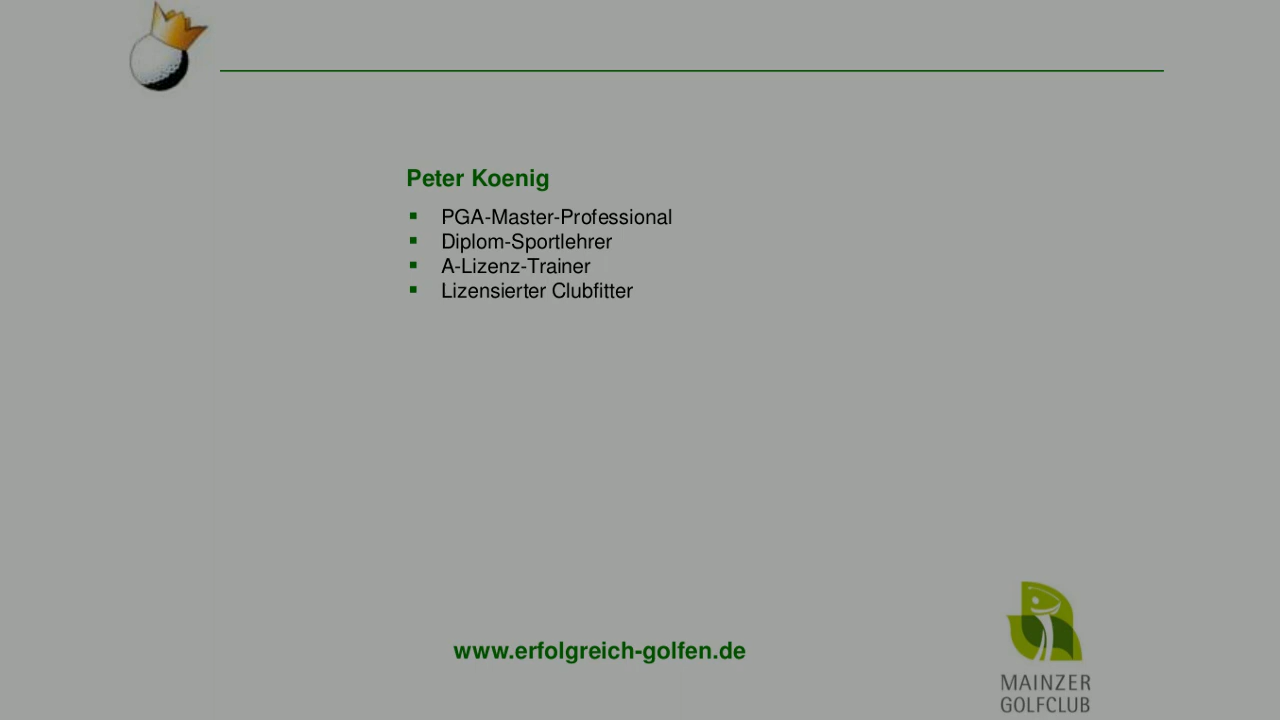 Peter Koenig
PGA-Master-Professional
Diplom-Sportlehrer
A-Lizenz-Trainer
Lizensierter Clubfitter
www.erfolgreich-golfen.de
MAINZER
GOLFCLUB